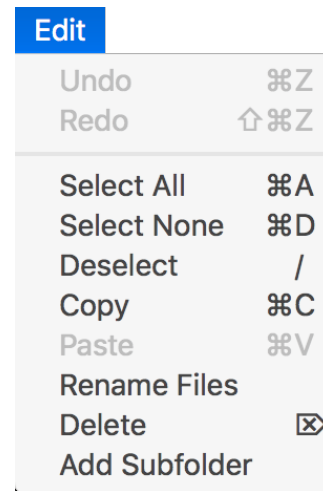 Edit
Undo ⌘Z
Redo ⇧⌘Z
Select All ⌘A
Select None ⌘D
Deselect /
Copy ⌘C
Paste ⌘V
Rename Files
Delete ⌦
Add Subfolder